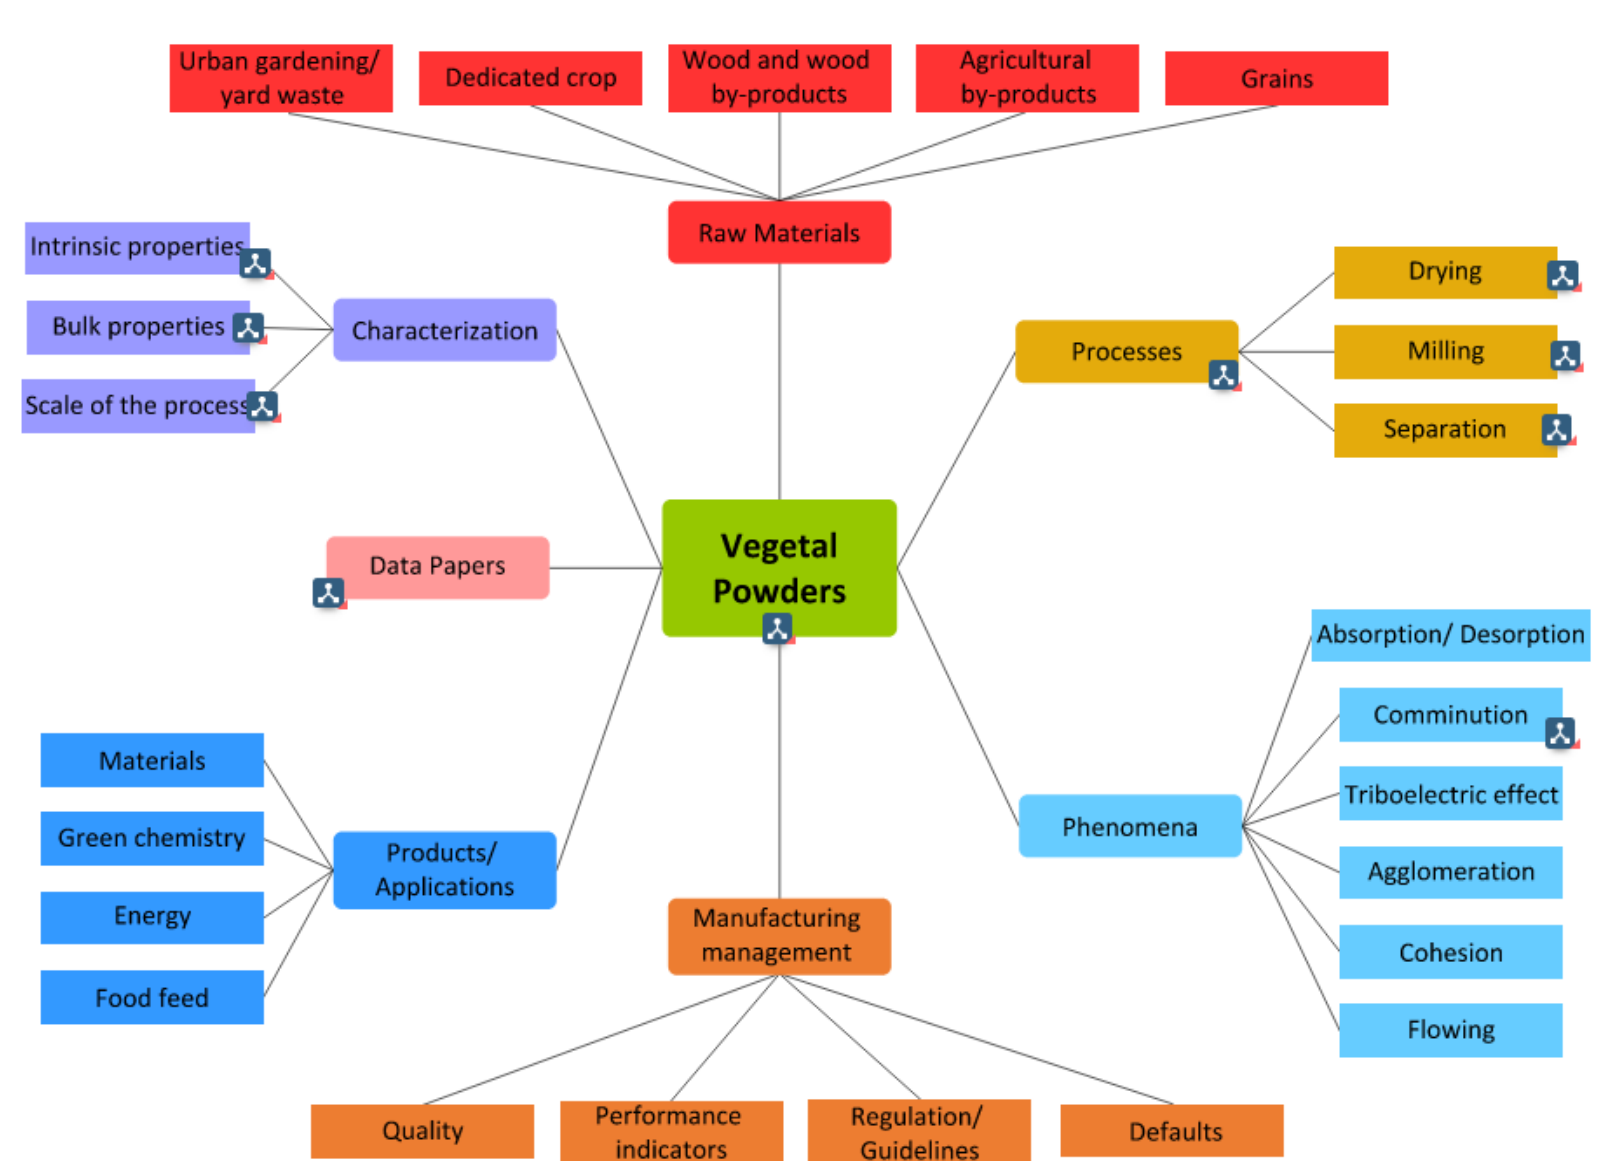 Urban gardening/
yard waste
Dedicated crop
Wood and wood
by-products
Agricultural
by-products
Grains
Raw Materials
Intrinsic properties
Bulk properties
Scale of the process
Characterization
Processes
Drying
Milling
Separation
Data Papers
Vegetal
Powders
Absorption/ Desorption
Comminution
Triboelectric effect
Agglomeration
Cohesion
Flowing
Phenomena
Materials
Green chemistry
Energy
Food feed
Products/
Applications
Manufacturing
management
Quality
Performance
indicators
Regulation/
Guidelines
Defaults